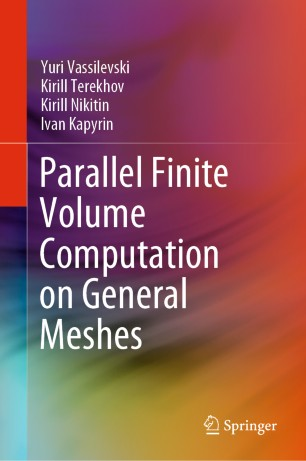 Yuri Vassilevski
Kirill Terekhov
Kirill Nikitin
Ivan Kapyrin
Parallel Finite
Volume
Computation
on General
Meshes
Springer